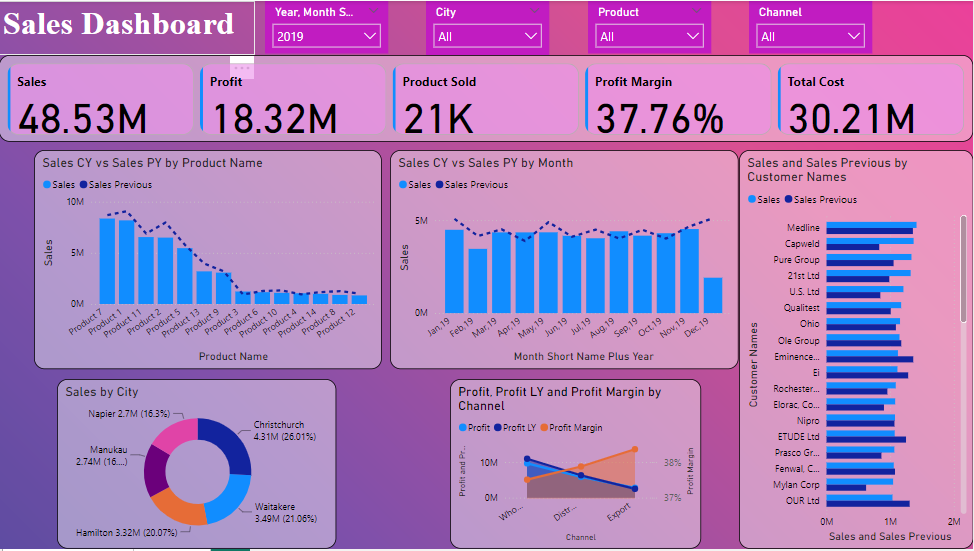 Sales Dashboard
Year, Month S...
2019
City
All
Product
All
Channel
All
Sales
48.53M
Profit
18.32M
Product Sold
21K
Profit Margin
37.76%
Total Cost
30.21M
Sales CY vs Sales PY by Product Name
Sales Sales Previous
10M
5M
0M
Sales
Product 7
Product 1
Product 11
Product 2
Product 5
Product 13
Product 9
Product 3
Product 6
Product 10
Product 4
Product 14
Product 8
Product 12
Product Name
Sales CY vs Sales PY by Month
Sales Sales Previous
5M
0M
Sales
Jan.19
Feb.19
Mar.19
Apr.19
May.19
Jun.19
Jul.19
Aug.19
Sep.19
Oct.19
Nov.19
Dec.19
Month Short Name Plus Year
Sales and Sales Previous by
Customer Names
Sales Sales Previous
Customer Names
Medline
Capweld
Pure Group
21st Ltd
U.S. Ltd
Qualitest
Ohio
Ole Group
Eminence...
Ei
Rochester...
Elorac, Co...
Nipro
ETUDE Ltd
Prasco Gr...
Fenwal, C...
Mylan Corp
OUR Ltd
0M 1M 2M
Sales and Sales Previous
Sales by City
Napier 2.7M (16.3%)
Christchurch
4.31M (26.01%)
Manukau
2.74M (16....)
Waitakere
3.49M (21.06%)
Hamilton 3.32M (20.07%)
Profit, Profit LY and Profit Margin by
Channel
Profit Profit LY Profit Margin
Profit and Pr...
10M
0M
38%
37%
Profit Margin
Who...
Distr...
Export
Channel